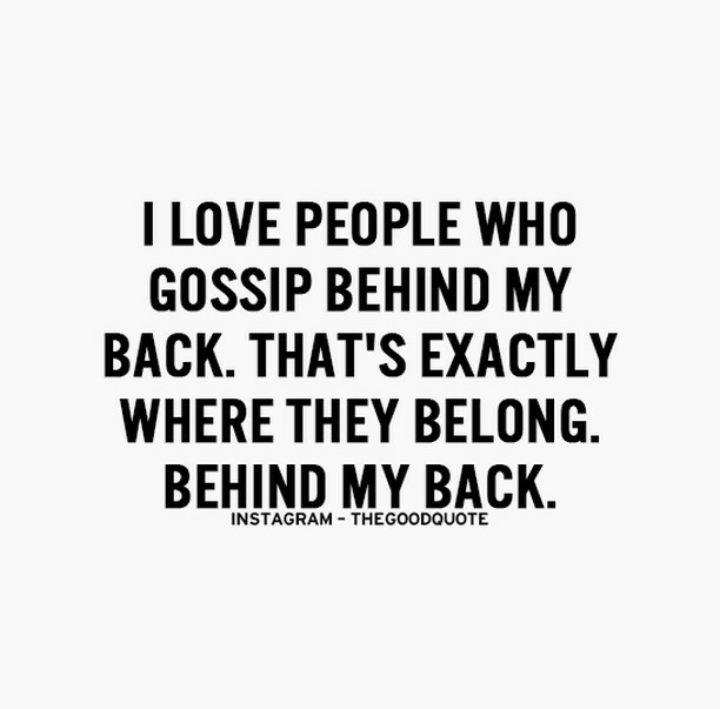 I LOVE PEOPLE WHO
GOSSIP BEHIND MY
BACK. THAT'S EXACTLY
WHERE THEY BELONG.
BEHIND MY BACK.
INSTAGRAM - THEGOODQUOTE